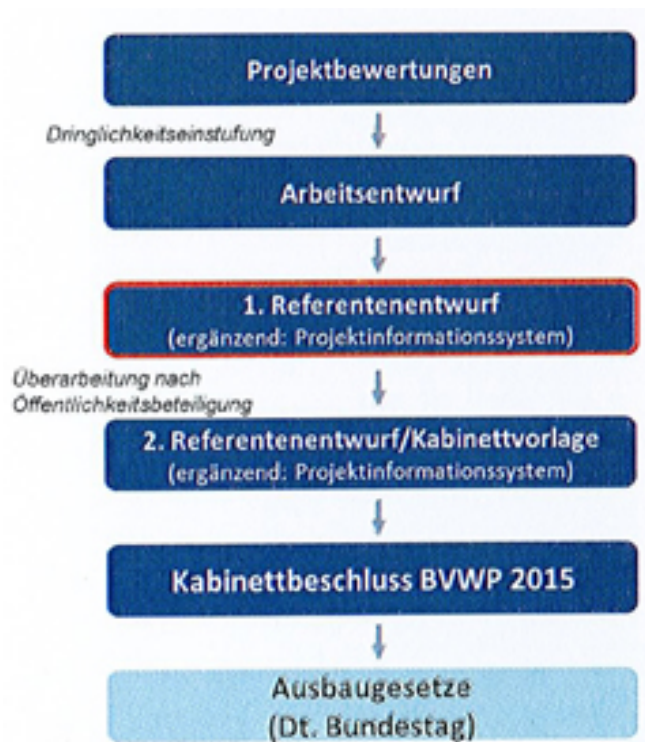 Projektbewertungen
Dringlichkeitseinstufung
Arbeitsentwurf
1. Referentenentwurf
(ergänzend: Projektinformationssystem)
Überarbeitung nach
Öffentlichkeitsbeteiligung
2. Referentenentwurf/Kabinettvorlage
(ergänzend: Projektinformationssystem)
Kabinettbeschluss BVWP 2015
Ausbaugesetze
(Dt. Bundestag)